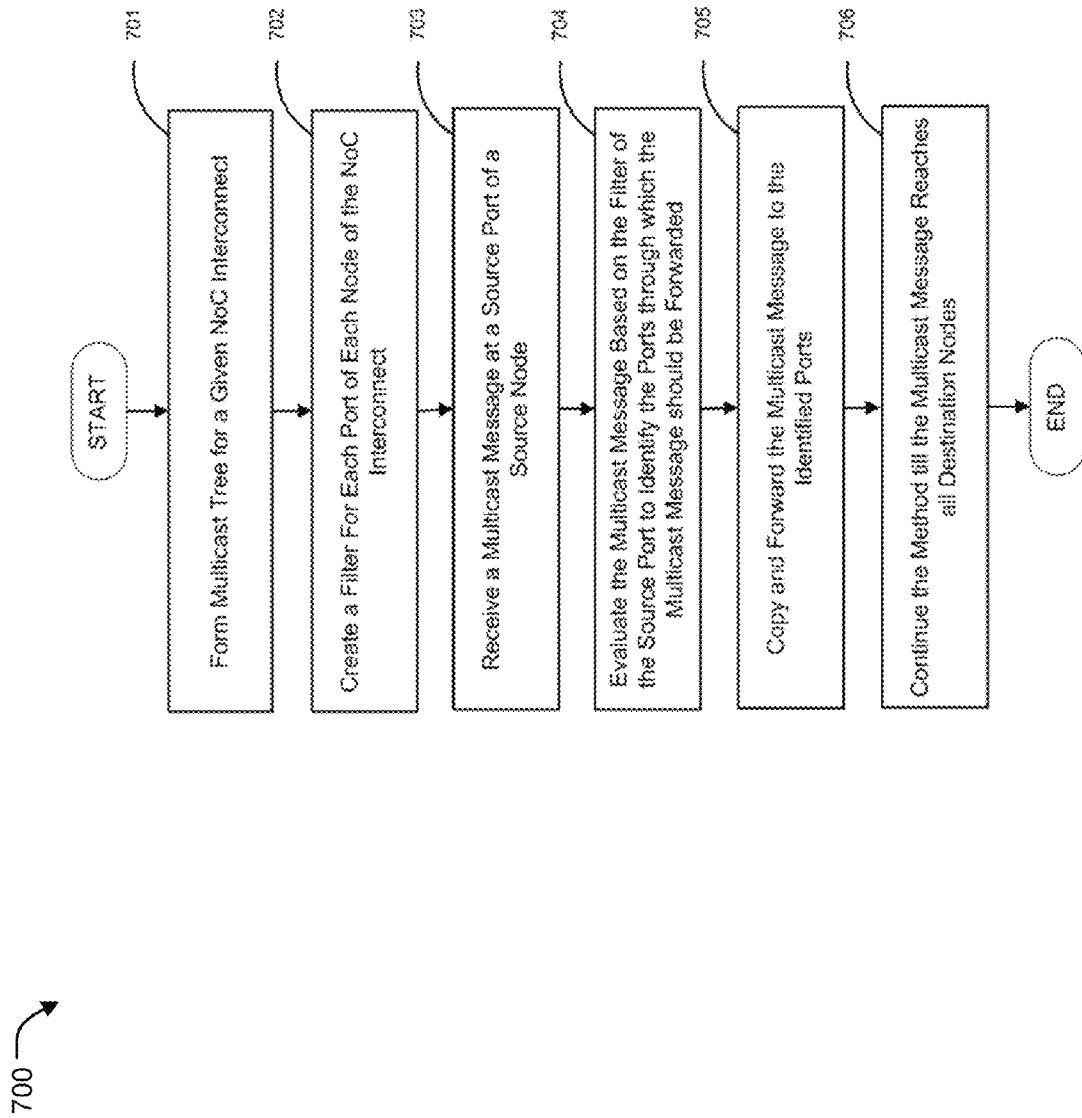 700
START
701
Form Multicast Tree for a Given NoC Interconnect
702
Create a Filter For Each Port of Each Node of the NoC
Interconnect
703
Receive a Multicast Message at a Source Port of a
Source Node
704
Evaluate the Multicast Message Based on the Filter of
the Source Port to Identify the Ports through which the
Multicast Message should be Forwarded
705
Copy and Forward the Multicast Message to the
Identified Ports
706
Continue the Method till the Multicast Message Reaches
all Destination Nodes
END